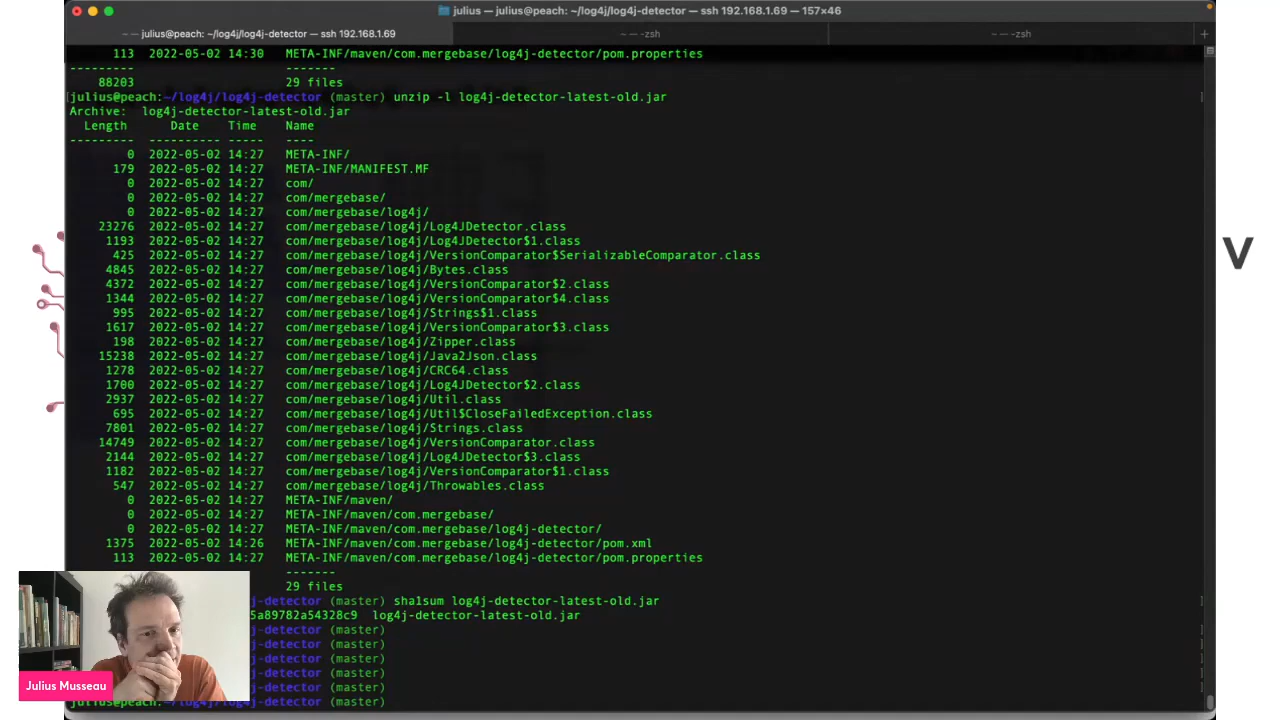 julius — julius@peach: ~/log4j/log4j-detector — ssh 192.168.1.69 — 157×46
~ — julius@peach: ~/log4j/log4j-detector — ssh 192.168.1.69
~ — -zsh
~ — -zsh
113 2022-05-02 14:30 META-INF/maven/com.mergebase/log4j-detector/pom.properties
--------- -------
88203 29 files
[julius@peach:~/log4j/log4j-detector (master) unzip -l log4j-detector-latest-old.jar ]
Archive: log4j-detector-latest-old.jar
Length Date Time Name
--------- ---------- ----- ----
0 2022-05-02 14:27 META-INF/
179 2022-05-02 14:27 META-INF/MANIFEST.MF
0 2022-05-02 14:27 com/
0 2022-05-02 14:27 com/mergebase/
0 2022-05-02 14:27 com/mergebase/log4j/
23276 2022-05-02 14:27 com/mergebase/log4j/Log4JDetector.class
1193 2022-05-02 14:27 com/mergebase/log4j/Log4JDetector$1.class
425 2022-05-02 14:27 com/mergebase/log4j/VersionComparator$SerializableComparator.class
4845 2022-05-02 14:27 com/mergebase/log4j/Bytes.class
4372 2022-05-02 14:27 com/mergebase/log4j/VersionComparator$2.class
1344 2022-05-02 14:27 com/mergebase/log4j/VersionComparator$4.class
995 2022-05-02 14:27 com/mergebase/log4j/Strings$1.class
1617 2022-05-02 14:27 com/mergebase/log4j/VersionComparator$3.class
198 2022-05-02 14:27 com/mergebase/log4j/Zipper.class
15238 2022-05-02 14:27 com/mergebase/log4j/Java2Json.class
1278 2022-05-02 14:27 com/mergebase/log4j/CRC64.class
1700 2022-05-02 14:27 com/mergebase/log4j/Log4JDetector$2.class
2937 2022-05-02 14:27 com/mergebase/log4j/Util.class
695 2022-05-02 14:27 com/mergebase/log4j/Util$CloseFailedException.class
7801 2022-05-02 14:27 com/mergebase/log4j/Strings.class
14749 2022-05-02 14:27 com/mergebase/log4j/VersionComparator.class
2144 2022-05-02 14:27 com/mergebase/log4j/Log4JDetector$3.class
1182 2022-05-02 14:27 com/mergebase/log4j/VersionComparator$1.class
547 2022-05-02 14:27 com/mergebase/log4j/Throwables.class
0 2022-05-02 14:27 META-INF/maven/
0 2022-05-02 14:27 META-INF/maven/com.mergebase/
0 2022-05-02 14:27 META-INF/maven/com.mergebase/log4j-detector/
1375 2022-05-02 14:26 META-INF/maven/com.mergebase/log4j-detector/pom.xml
113 2022-05-02 14:27 META-INF/maven/com.mergebase/log4j-detector/pom.properties
-------
29 files
j-detector (master) sha1sum log4j-detector-latest-old.jar ]
5a89782a54328c9 log4j-detector-latest-old.jar
j-detector (master) ]
j-detector (master) ]
j-detector (master) ]
j-detector (master) ]
j-detector (master) ]
julius@peach:~/log4j/log4j-detector (master)
Julius Musseau
V